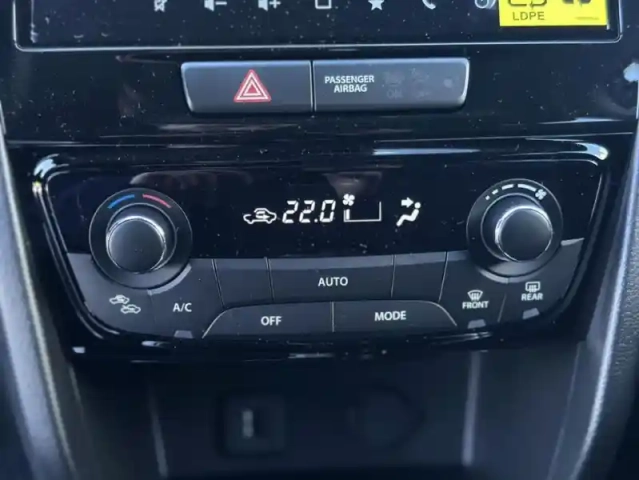 LDPE
PASSENGER
AIRBAG
22.0
AUTO
A/C
OFF
MODE
FRONT
REAR